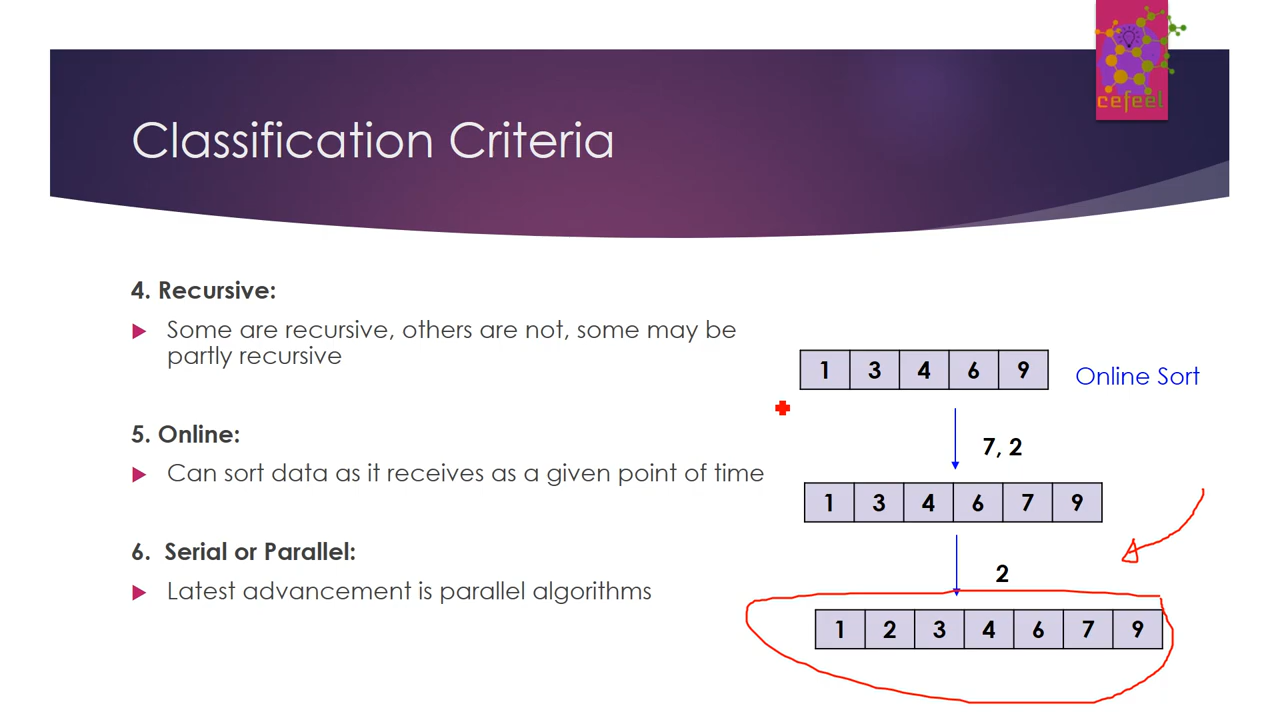 cefeel
Classification Criteria
4. Recursive:
Some are recursive, others are not, some may be
partly recursive
5. Online:
Can sort data as it receives as a given point of time
6. Serial or Parallel:
Latest advancement is parallel algorithms
1 3 4 6 9
Online Sort
7, 2
1 3 4 6 7 9
2
1 2 3 4 6 7 9